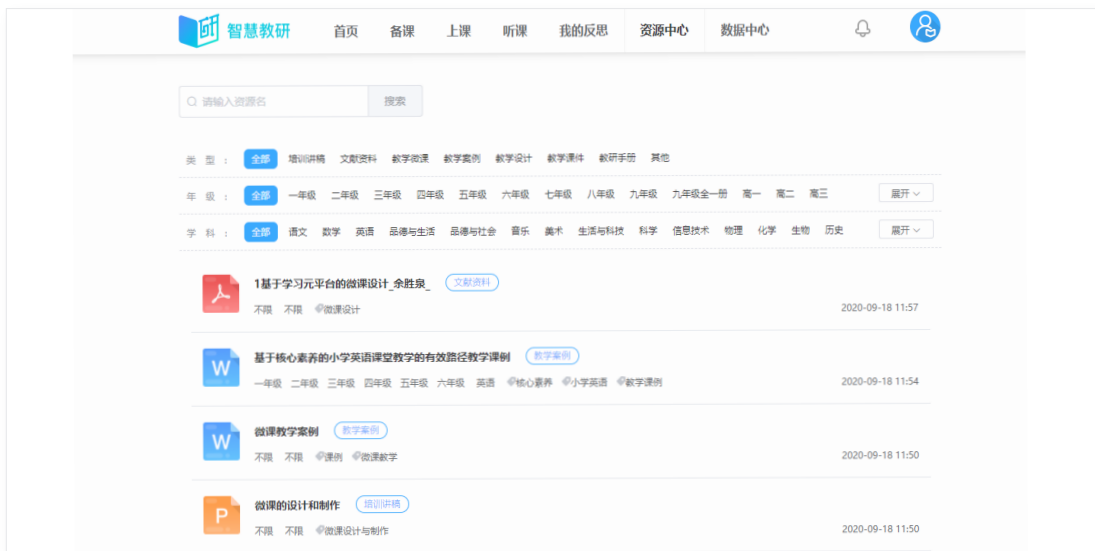 研 智慧教研 首页 备课 上课 听课 我的反思 资源中心 数据中心
请输入资源名 搜索
类 型 : 全部 培训讲稿 文献资料 教学微课 教学案例 教学设计 教学课件 教研手册 其他
年 级 : 全部 一年级 二年级 三年级 四年级 五年级 六年级 七年级 八年级 九年级 九年级全一册 高一 高二 高三 展开
学 科 : 全部 语文 数学 英语 品德与生活 品德与社会 音乐 美术 生活与科技 科学 信息技术 物理 化学 生物 历史 展开
1基于学习元平台的微课设计_余胜泉_ 文献资料
不限 不限 微课设计 2020-09-18 11:57
W 基于核心素养的小学英语课堂教学的有效路径教学课例 教学案例
一年级 二年级 三年级 四年级 五年级 六年级 英语 核心素养 小学英语 教学课例 2020-09-18 11:54
W 微课教学案例 教学案例
不限 不限 课例 微课教学 2020-09-18 11:50
P 微课的设计和制作 培训讲稿
不限 不限 微课设计与制作 2020-09-18 11:50